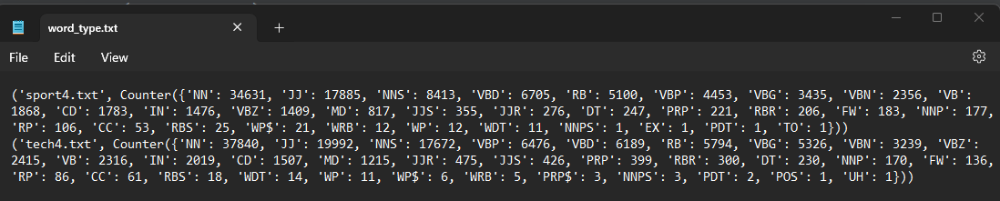 word_type.txt
File Edit View
('sport4.txt', Counter({'NN': 34631, 'JJ': 17885, 'NNS': 8413, 'VBD': 6705, 'RB': 5100, 'VBP': 4453, 'VBG': 3435, 'VBN': 2356, 'VB':
1868, 'CD': 1783, 'IN': 1476, 'VBZ': 1409, 'MD': 817, 'JJS': 355, 'JJR': 276, 'DT': 247, 'PRP': 221, 'RBR': 206, 'FW': 183, 'NNP': 177,
'RP': 106, 'CC': 53, 'RBS': 25, 'WP$': 21, 'WRB': 12, 'WP': 12, 'WDT': 11, 'NNPS': 1, 'EX': 1, 'PDT': 1, 'TO': 1}))
('tech4.txt', Counter({'NN': 37840, 'JJ': 19992, 'NNS': 17672, 'VBP': 6476, 'VBD': 6189, 'RB': 5794, 'VBG': 5326, 'VBN': 3239, 'VBZ':
2415, 'VB': 2316, 'IN': 2019, 'CD': 1507, 'MD': 1215, 'JJR': 475, 'JJS': 426, 'PRP': 399, 'RBR': 300, 'DT': 230, 'NNP': 170, 'FW': 136,
'RP': 86, 'CC': 61, 'RBS': 18, 'WDT': 14, 'WP': 11, 'WP$': 6, 'WRB': 5, 'PRP$': 3, 'NNPS': 3, 'PDT': 2, 'POS': 1, 'UH': 1}))